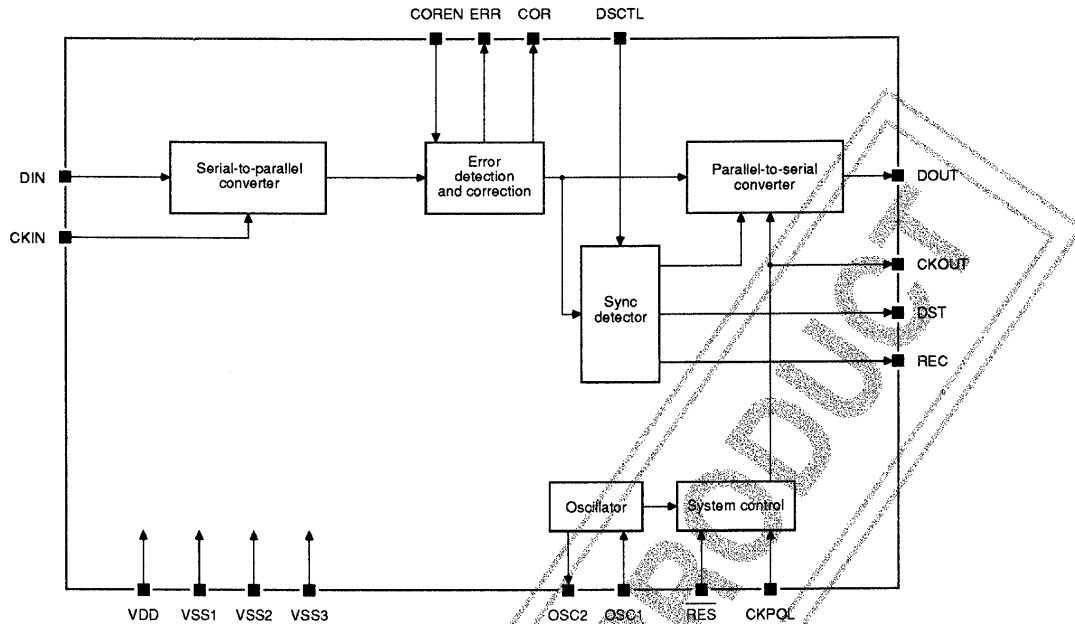 COREN ERR COR DSCTL
DIN
Serial-to-parallel
converter
Error
detection
and correction
Parallel-to-serial
converter
DOUT
CKIN
CKOUT
Sync
detector
DST
REC
Oscillator
System control
VDD VSS1 VSS2 VSS3 OSC2 OSC1 RES CKPOL
PRODUCT